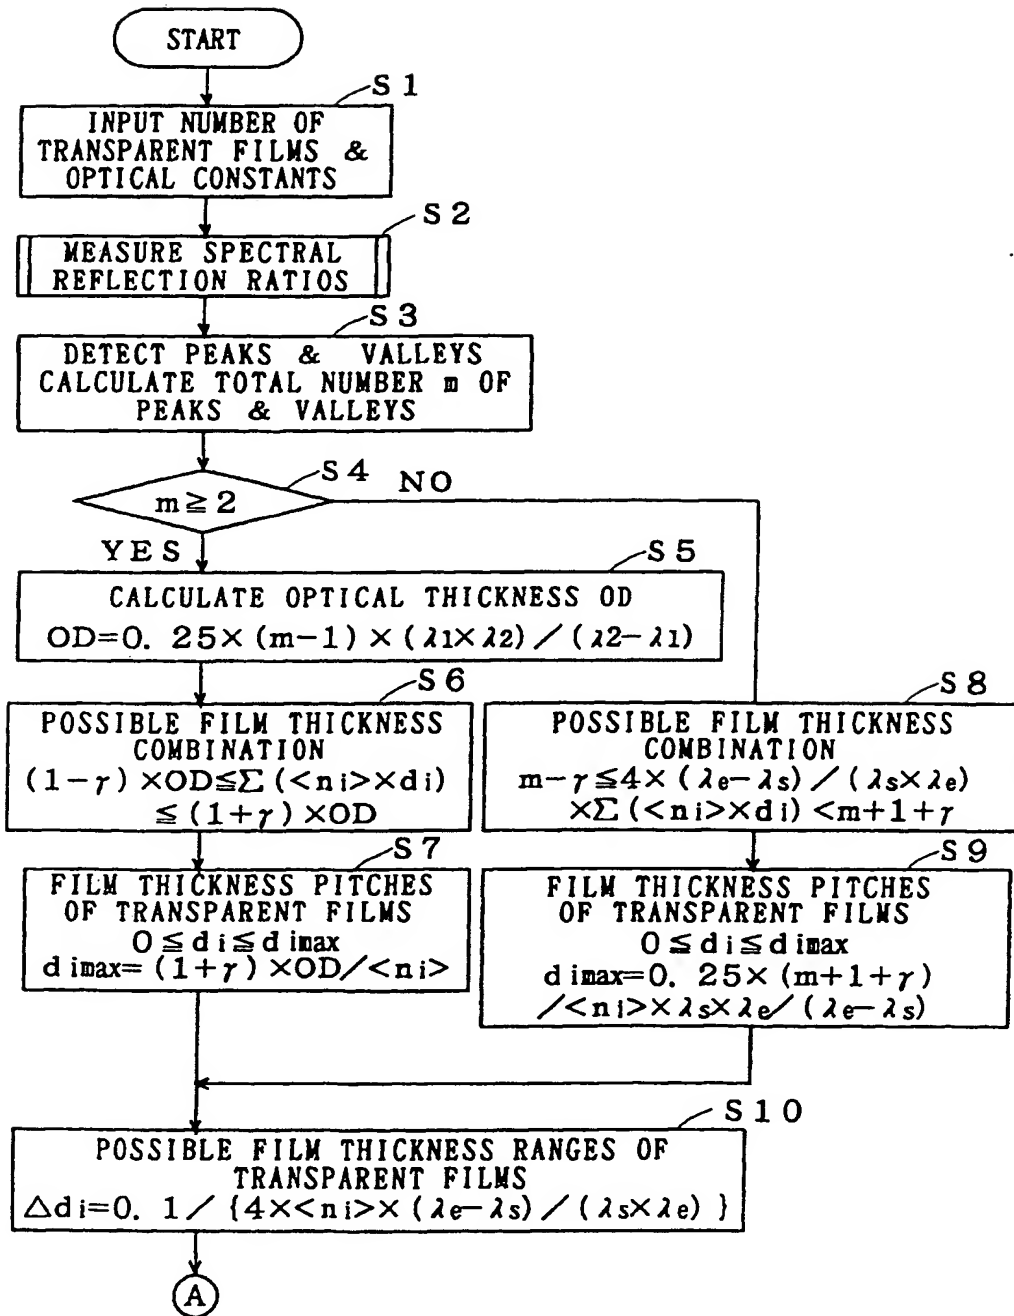 START
S1
INPUT NUMBER OF
TRANSPARENT FILMS &
OPTICAL CONSTANTS
S2
MEASURE SPECTRAL
REFLECTION RATIOS
S3
DETECT PEAKS & VALLEYS
CALCULATE TOTAL NUMBER m OF
PEAKS & VALLEYS
S4
m≧2
NO
YES
S5
CALCULATE OPTICAL THICKNESS OD
OD=0. 25×(m-1)×(λ1×λ2)/(λ2-λ1)
S6
POSSIBLE FILM THICKNESS
COMBINATION
(1-γ)×OD≦Σ(<ni>×di)
≦(1+γ)×OD
S8
POSSIBLE FILM THICKNESS
COMBINATION
m-γ≦4×(λe-λs)/(λs×λe)
×Σ(<ni>×di)<m+1+γ
S7
FILM THICKNESS PITCHES
OF TRANSPARENT FILMS
0≦di≦dimax
dimax=(1+γ)×OD/<ni>
S9
FILM THICKNESS PITCHES
OF TRANSPARENT FILMS
0≦di≦dimax
dimax=0. 25×(m+1+γ)
/<ni>×λs×λe/(λe-λs)
S10
POSSIBLE FILM THICKNESS RANGES OF
TRANSPARENT FILMS
△di=0. 1/{4×<ni>×(λe-λs)/(λs×λe)}
A